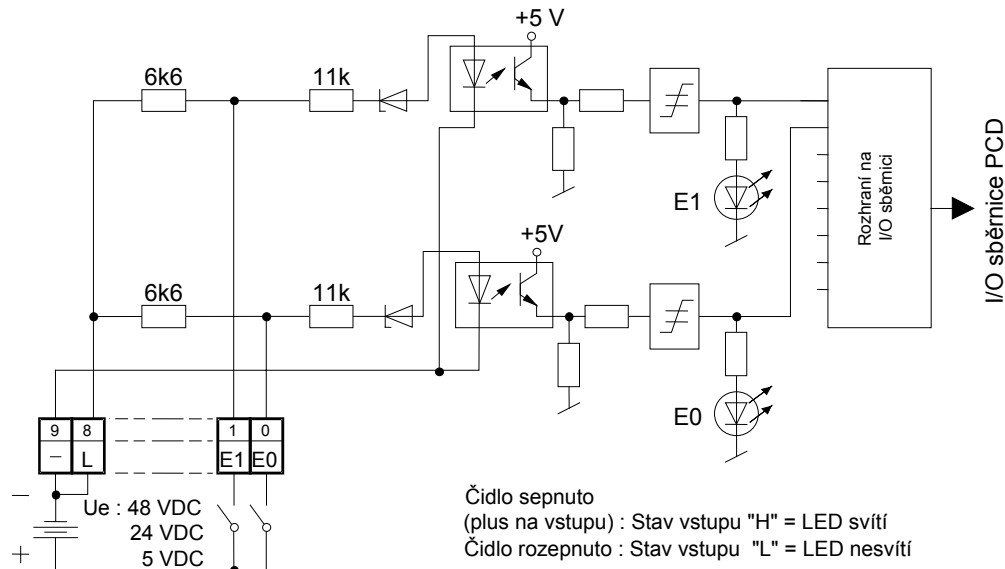 +5 V
6k6
11k
E1
Rozhraní na
I/O sběrnici
I/O sběrnice PCD
+5V
6k6
11k
E0
9 8 1 0
– L E1 E0
–
+
Ue : 48 VDC
24 VDC
5 VDC
Čidlo sepnuto
(plus na vstupu) : Stav vstupu "H" = LED svítí
Čidlo rozepnuto : Stav vstupu "L" = LED nesvítí